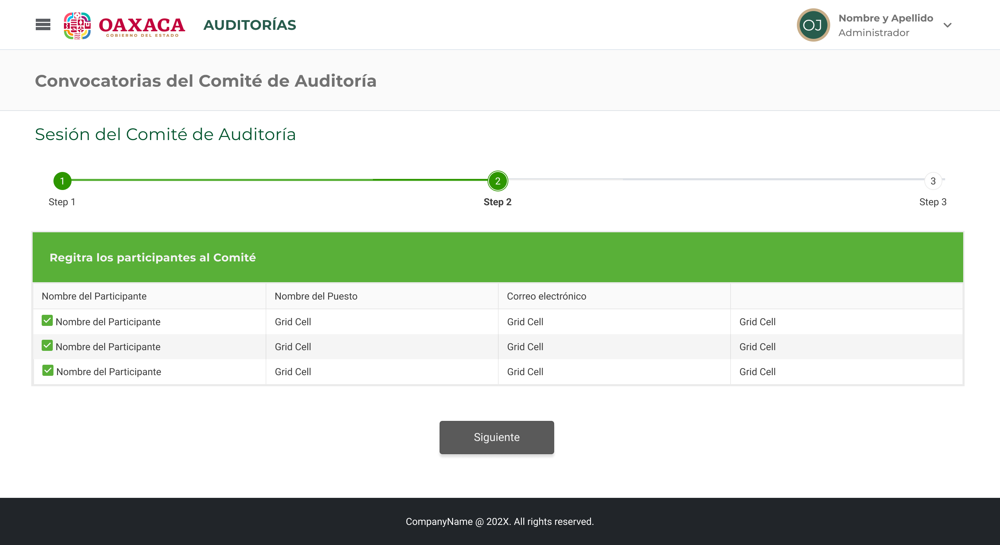 OAXACA
GOBIERNO DEL ESTADO
AUDITORÍAS
OJ
Nombre y Apellido
Administrador
Convocatorias del Comité de Auditoría
Sesión del Comité de Auditoría
1 2 3
Step 1 Step 2 Step 3
Regitra los participantes al Comité
Nombre del Participante Nombre del Puesto Correo electrónico
Nombre del Participante Grid Cell Grid Cell Grid Cell
Nombre del Participante Grid Cell Grid Cell Grid Cell
Nombre del Participante Grid Cell Grid Cell Grid Cell
Siguiente
CompanyName @ 202X. All rights reserved.